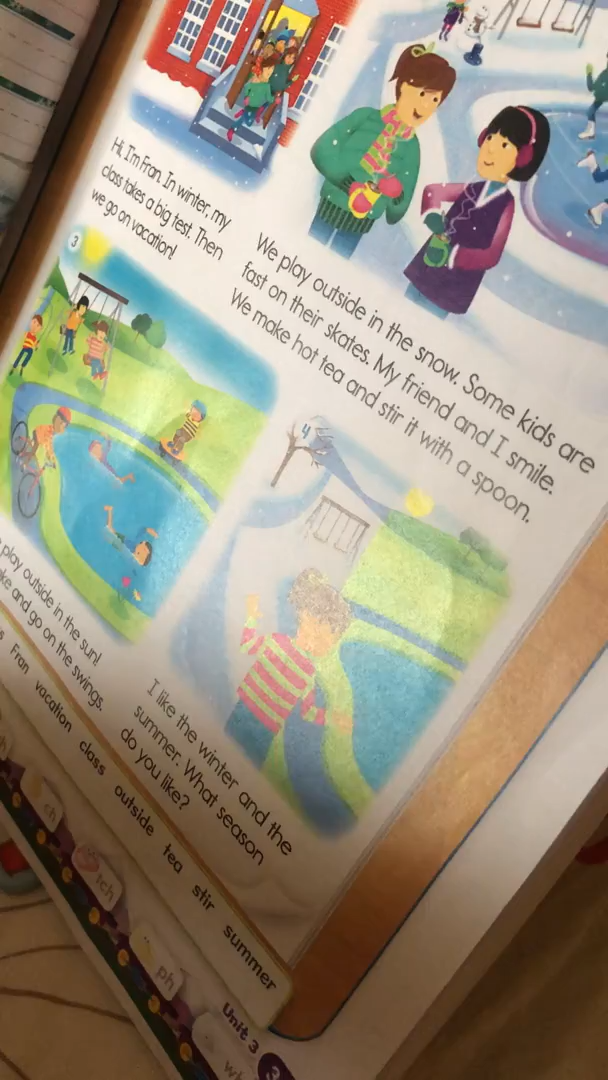 Hi, I'm Fran. In winter, my
class takes a big test. Then
we go on vacation!
We play outside in the snow. Some kids are
fast on their skates. My friend and I smile.
We make hot tea and stir it with a spoon.
3
play outside in the sun!
and go on the swings.
4
I like the winter and the
summer. What season
do you like?
Fran vacation class outside tea stir summer
ch
tch
ph
wh
Unit 3